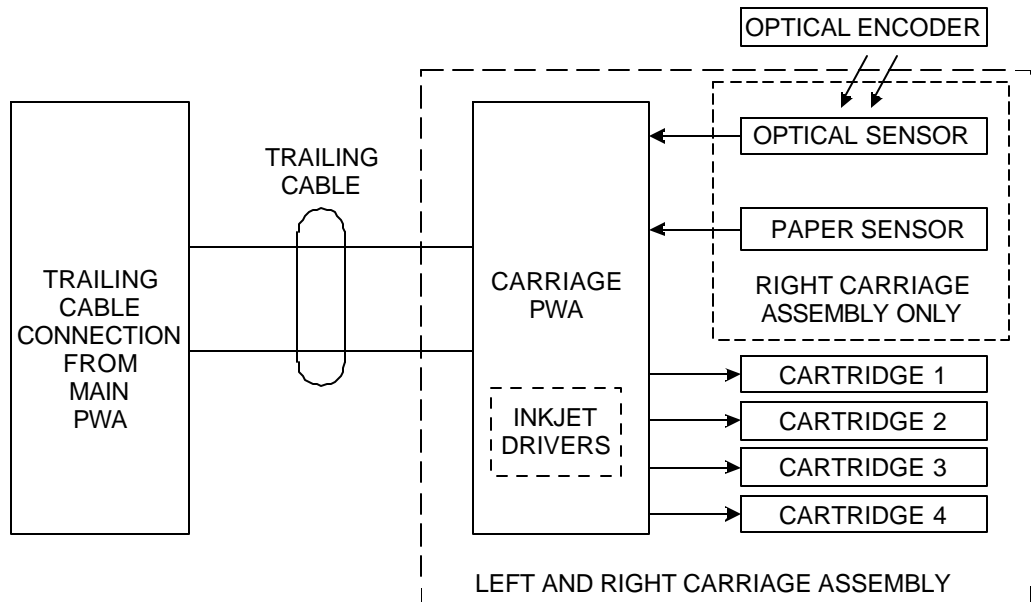 OPTICAL ENCODER
OPTICAL SENSOR
TRAILING
CABLE
PAPER SENSOR
TRAILING
CABLE
CONNECTION
FROM
MAIN
PWA
CARRIAGE
PWA
RIGHT CARRIAGE
ASSEMBLY ONLY
CARTRIDGE 1
INKJET
DRIVERS
CARTRIDGE 2
CARTRIDGE 3
CARTRIDGE 4
LEFT AND RIGHT CARRIAGE ASSEMBLY